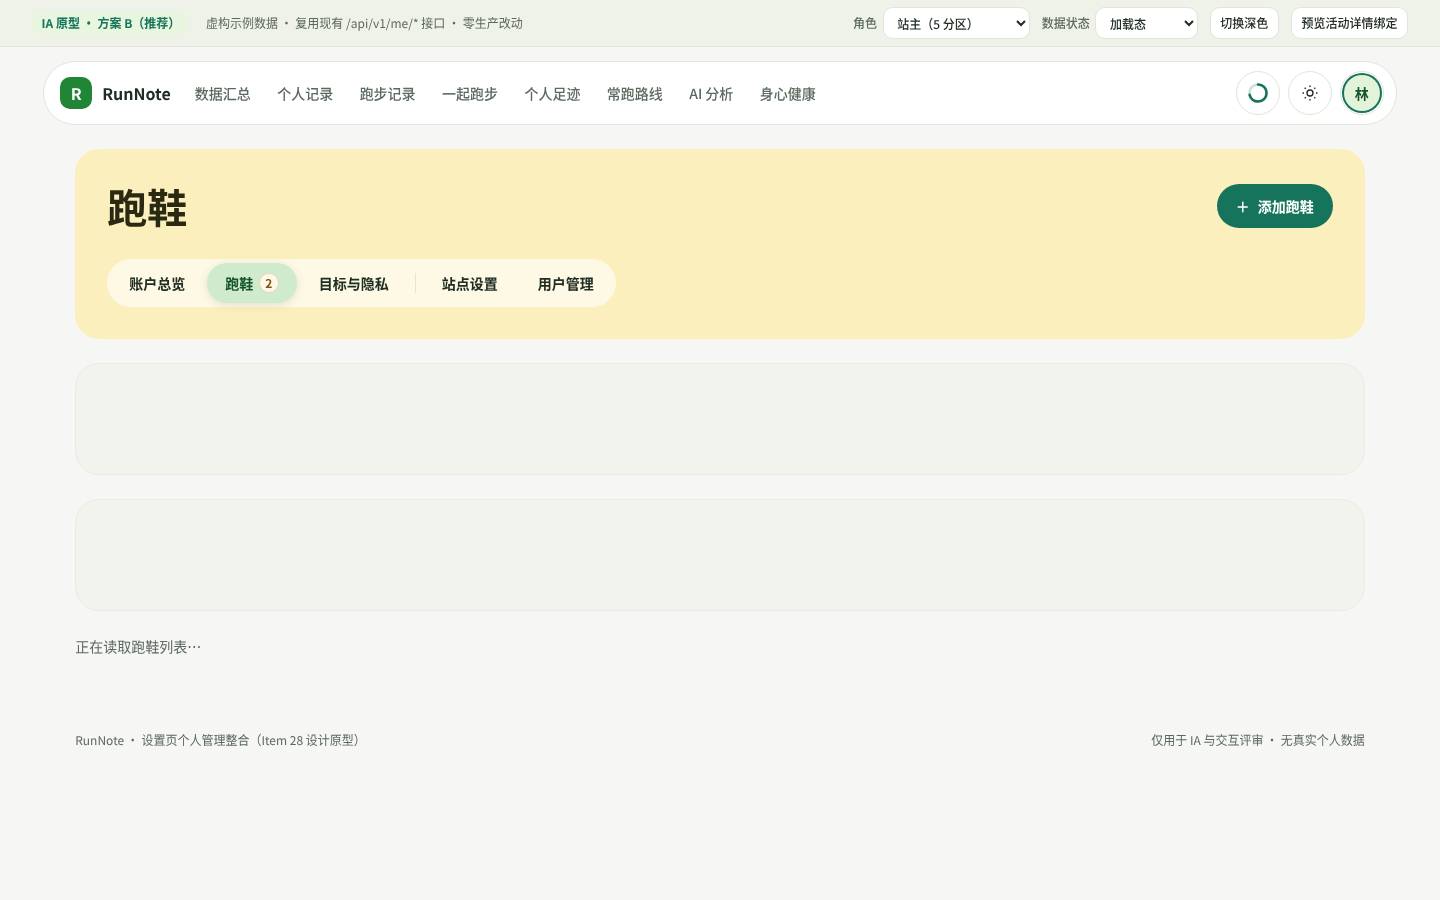 IA 原型 · 方案 B（推荐） 虚构示例数据 · 复用现有 /api/v1/me/* 接口 · 零生产改动 角色 站主（5 分区） 数据状态 加载态 切换深色 预览活动详情绑定
R RunNote 数据汇总 个人记录 跑步记录 一起跑步 个人足迹 常跑路线 AI 分析 身心健康 林
跑鞋
+ 添加跑鞋
账户总览 跑鞋 2 目标与隐私 站点设置 用户管理
正在读取跑鞋列表…
RunNote · 设置页个人管理整合（Item 28 设计原型） 仅用于 IA 与交互评审 · 无真实个人数据